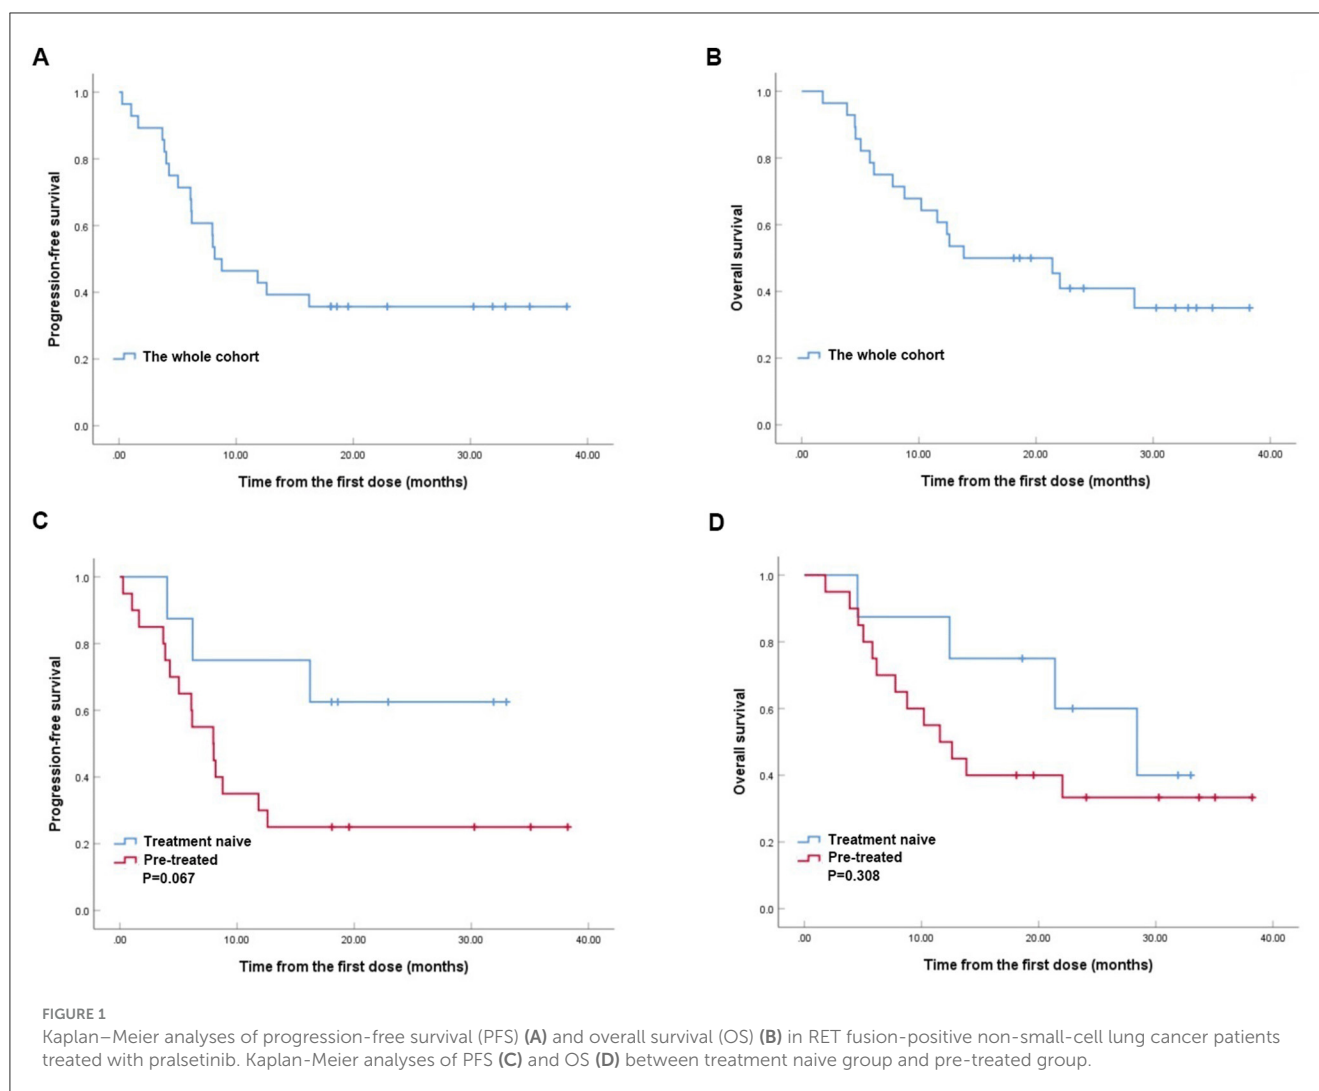 A
1.0
0.8
0.6
0.4
0.2
0.0
Progression-free survival
The whole cohort
.00 10.00 20.00 30.00 40.00
Time from the first dose (months)
B
1.0
0.8
0.6
0.4
0.2
0.0
Overall survival
The whole cohort
.00 10.00 20.00 30.00 40.00
Time from the first dose (months)
C
1.0
0.8
0.6
0.4
0.2
0.0
Progression-free survival
Treatment naive
Pre-treated
P=0.067
.00 10.00 20.00 30.00 40.00
Time from the first dose (months)
D
1.0
0.8
0.6
0.4
0.2
0.0
Overall survival
Treatment naive
Pre-treated
P=0.308
.00 10.00 20.00 30.00 40.00
Time from the first dose (months)
FIGURE 1
Kaplan–Meier analyses of progression-free survival (PFS) (A) and overall survival (OS) (B) in RET fusion-positive non-small-cell lung cancer patients
treated with pralsetinib. Kaplan-Meier analyses of PFS (C) and OS (D) between treatment naive group and pre-treated group.